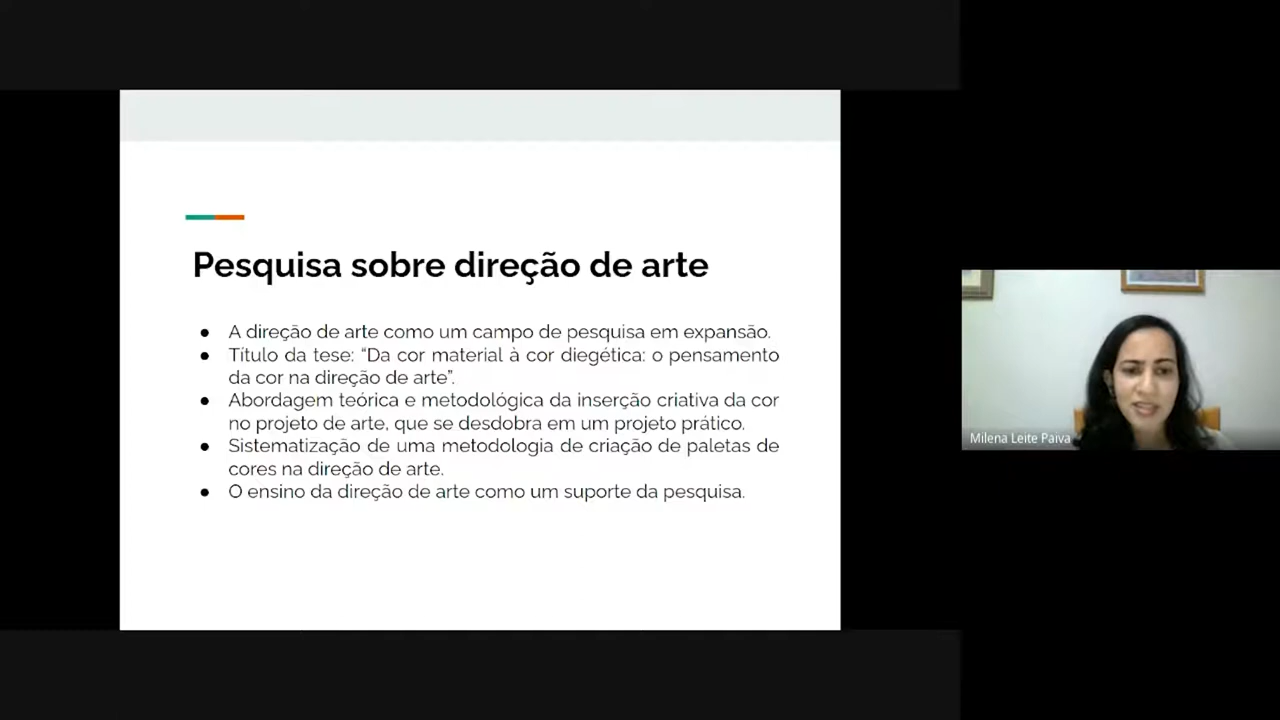 Pesquisa sobre direção de arte
● A direção de arte como um campo de pesquisa em expansão.
● Título da tese: “Da cor material à cor diegética: o pensamento
da cor na direção de arte”.
● Abordagem teórica e metodológica da inserção criativa da cor
no projeto de arte, que se desdobra em um projeto prático.
● Sistematização de uma metodologia de criação de paletas de
cores na direção de arte.
● O ensino da direção de arte como um suporte da pesquisa.
Milena Leite Paiva